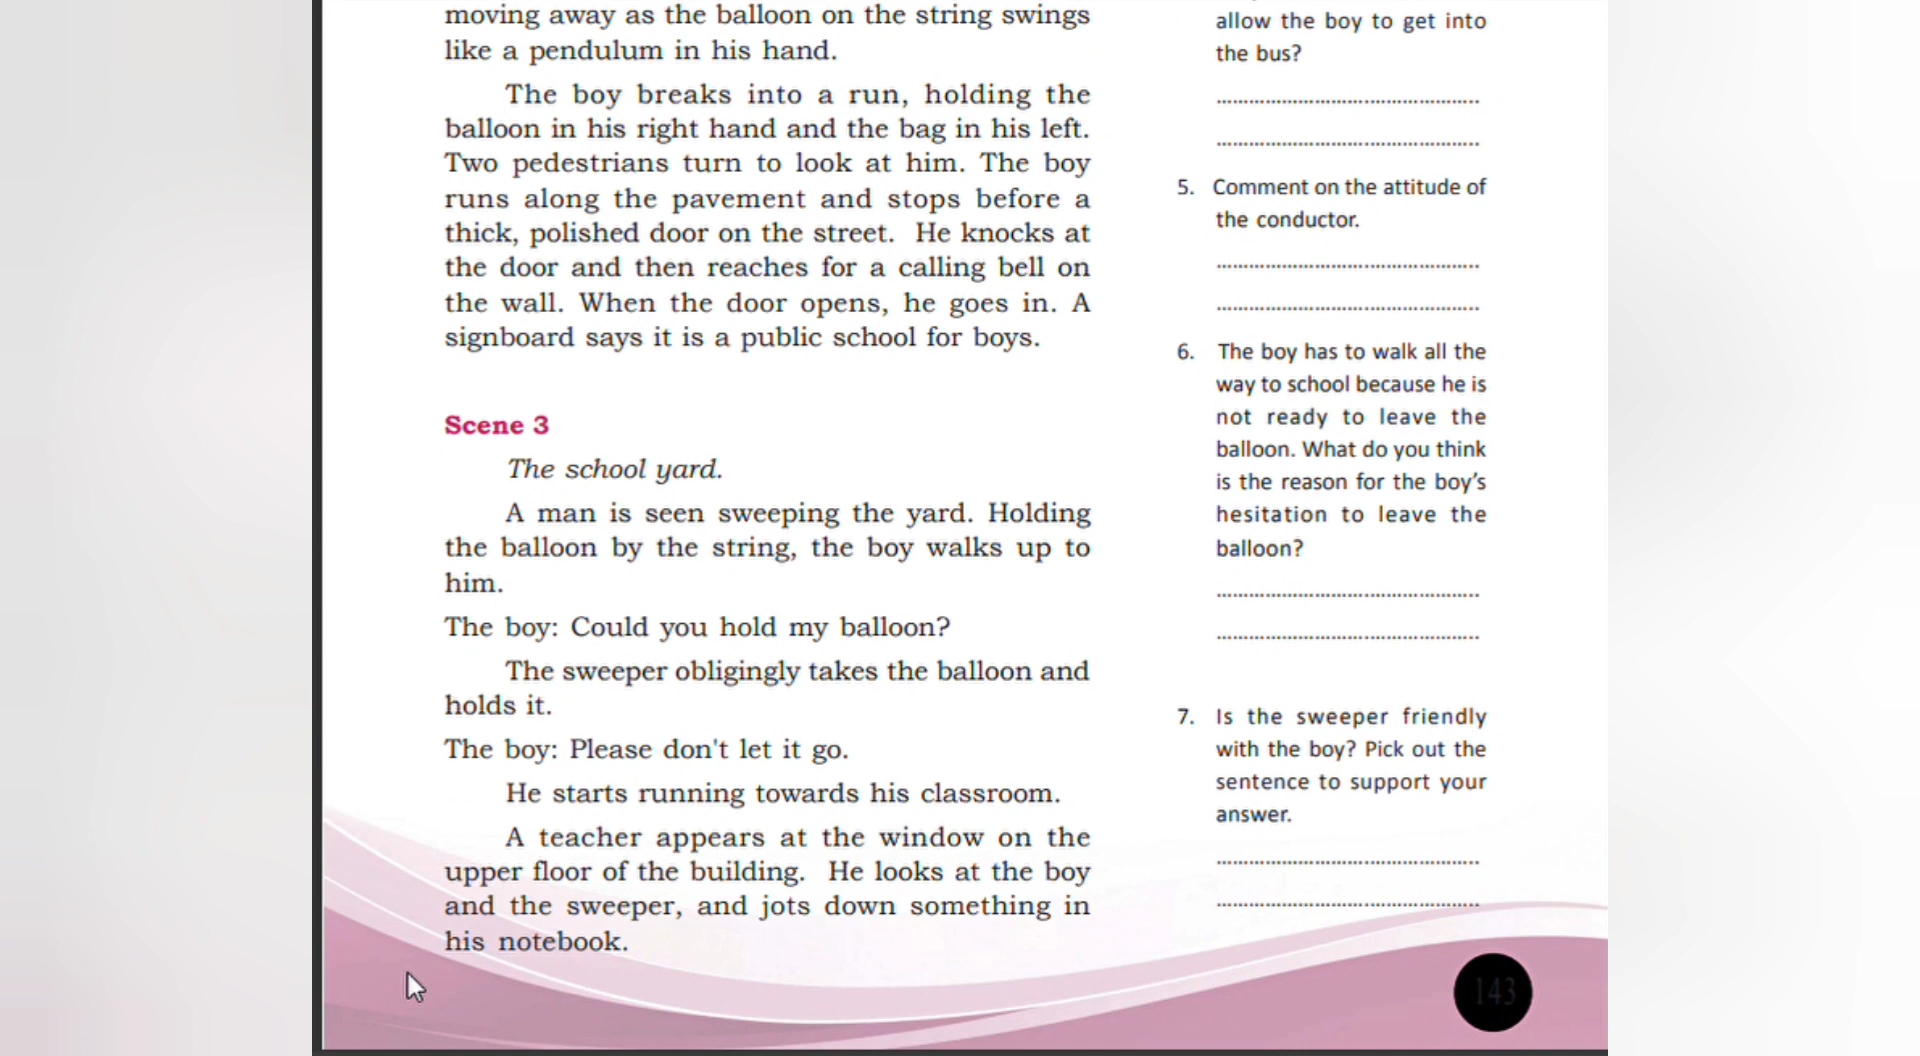 moving away as the balloon on the string swings
like a pendulum in his hand.
The boy breaks into a run, holding the
balloon in his right hand and the bag in his left.
Two pedestrians turn to look at him. The boy
runs along the pavement and stops before a
thick, polished door on the street. He knocks at
the door and then reaches for a calling bell on
the wall. When the door opens, he goes in. A
signboard says it is a public school for boys.
Scene 3
The school yard.
A man is seen sweeping the yard. Holding
the balloon by the string, the boy walks up to
him.
The boy: Could you hold my balloon?
The sweeper obligingly takes the balloon and
holds it.
The boy: Please don't let it go.
He starts running towards his classroom.
A teacher appears at the window on the
upper floor of the building. He looks at the boy
and the sweeper, and jots down something in
his notebook.
allow the boy to get into
the bus?
5. Comment on the attitude of
the conductor.
6. The boy has to walk all the
way to school because he is
not ready to leave the
balloon. What do you think
is the reason for the boy's
hesitation to leave the
balloon?
7. Is the sweeper friendly
with the boy? Pick out the
sentence to support your
answer.
143